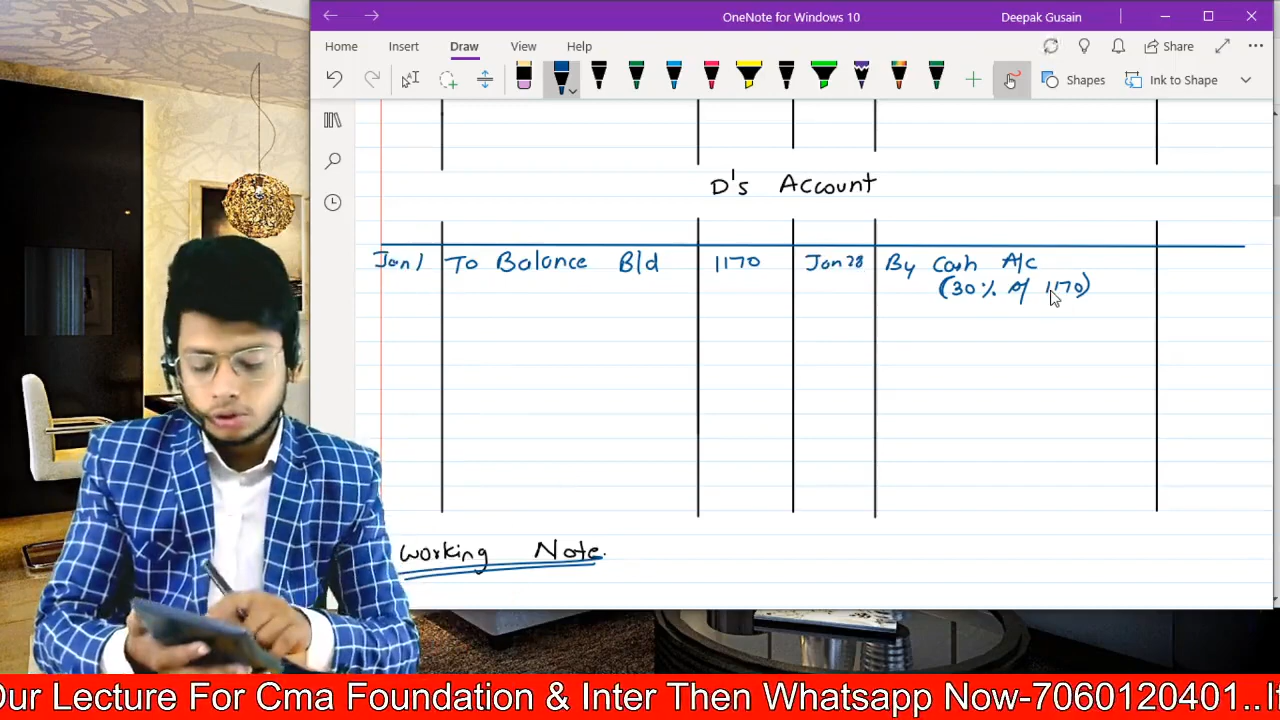 OneNote for Windows 10
Deepak Gusain
Home Insert Draw View Help
Share
Shapes
Ink to Shape
D's Account
Jan 1 To Balance B/d 1170 Jan 28 By Cash A/c
(30% of 1170)
Working Note.
Our Lecture For Cma Foundation & Inter Then Whatsapp Now-7060120401..If